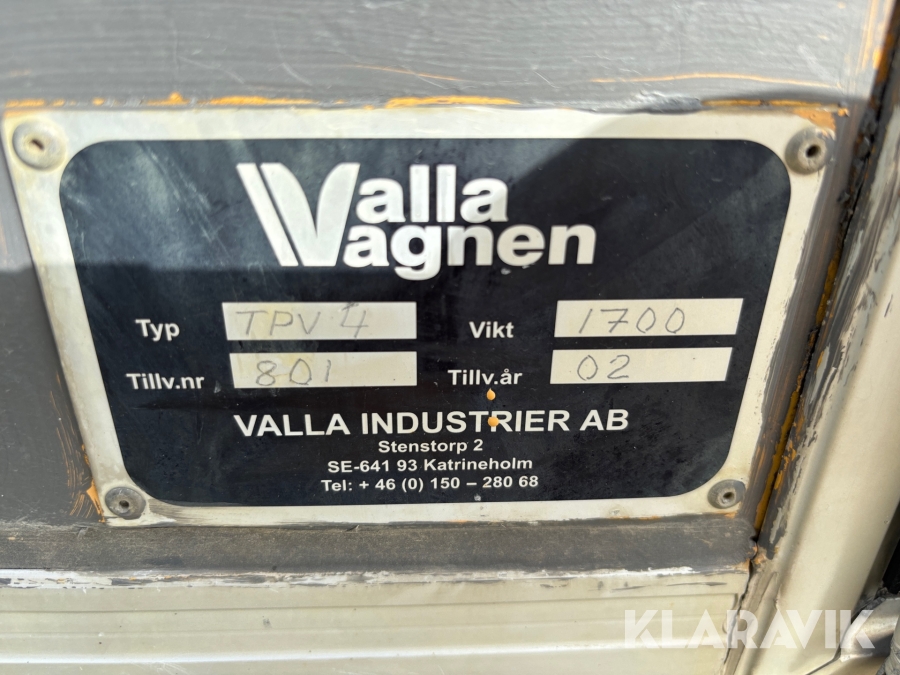 Valla
Vagnen
Typ TPV 4 Vikt 1700
Tillv.nr 801 Tillv.år 02
VALLA INDUSTRIER AB
Stenstorp 2
SE-641 93 Katrineholm
Tel: + 46 (0) 150 – 280 68
KLARAVIK